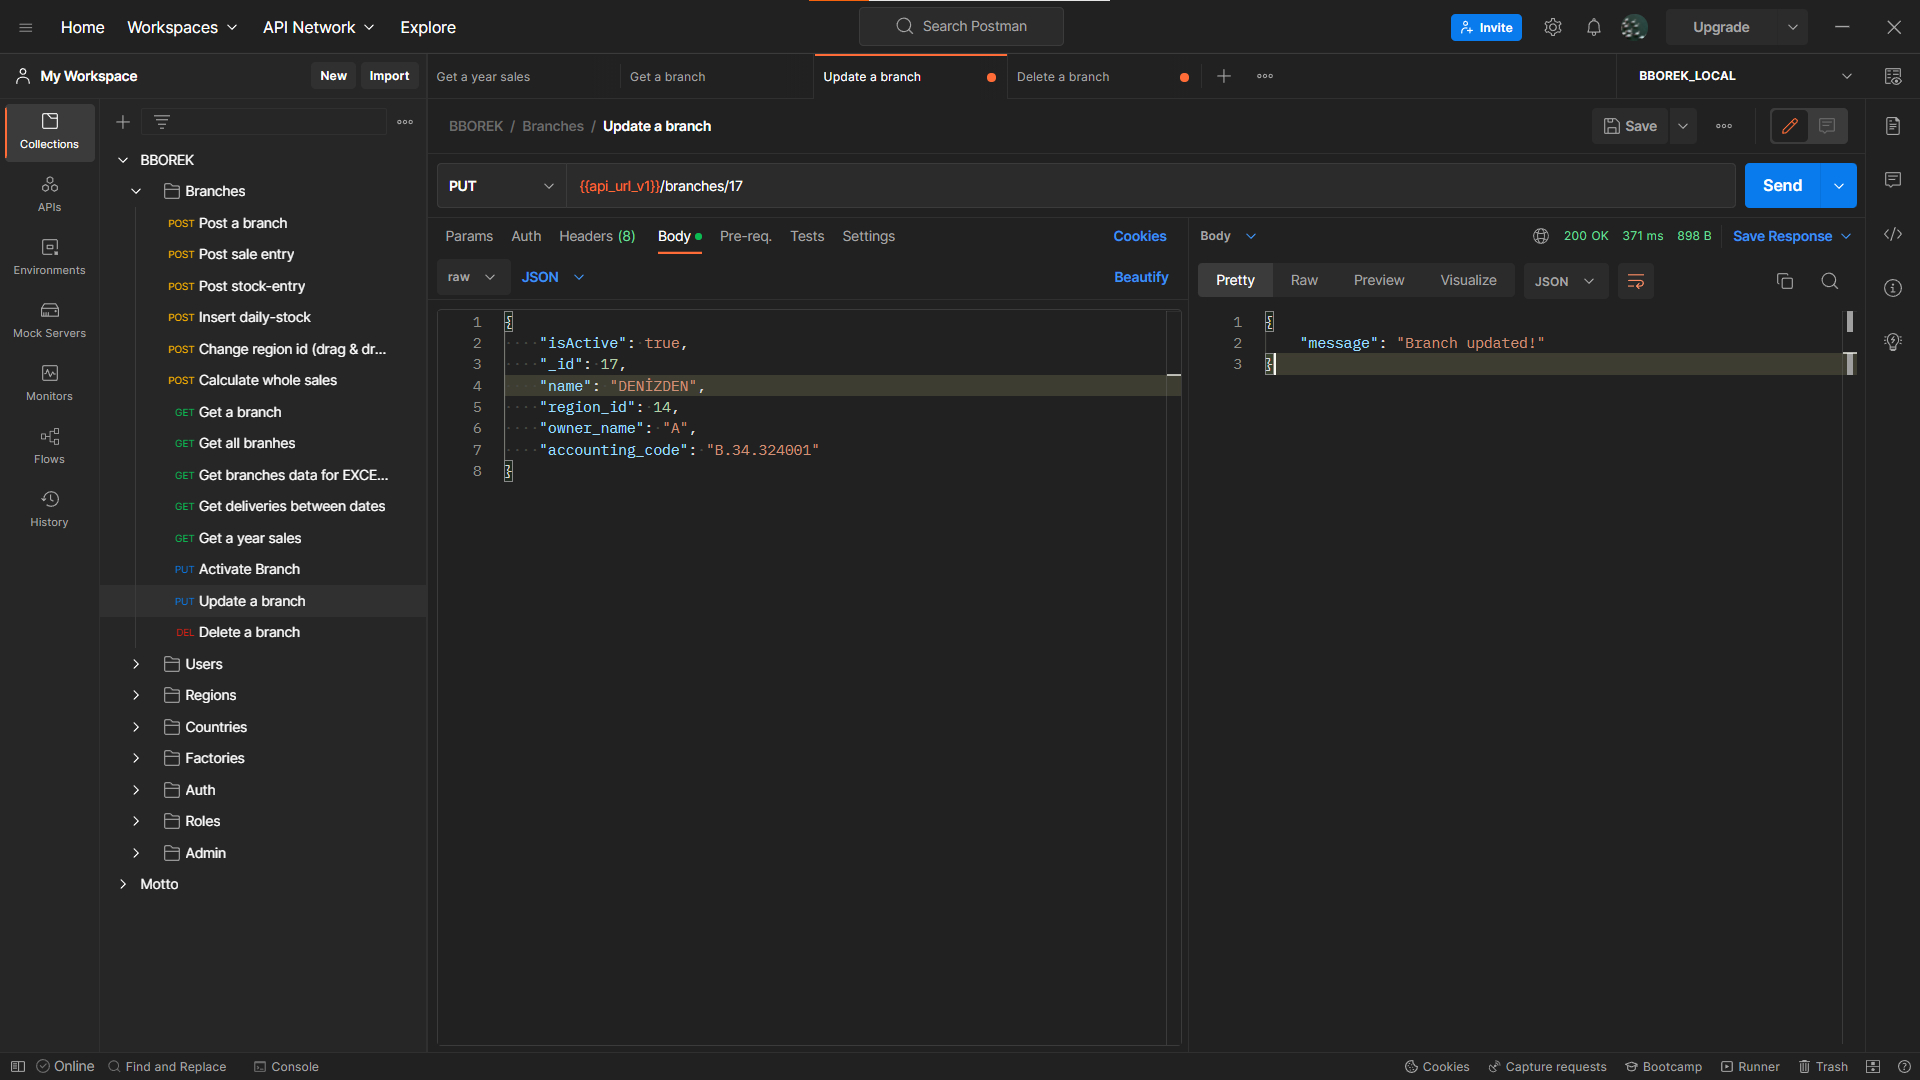 Home Workspaces API Network Explore Search Postman Invite Upgrade
My Workspace New Import Get a year sales Get a branch Update a branch Delete a branch BBOREK_LOCAL
Collections
APIs
Environments
Mock Servers
Monitors
Flows
History
BBOREK
Branches
POST Post a branch
POST Post sale entry
POST Post stock-entry
POST Insert daily-stock
POST Change region id (drag & dr...
POST Calculate whole sales
GET Get a branch
GET Get all branhes
GET Get branches data for EXCE...
GET Get deliveries between dates
GET Get a year sales
PUT Activate Branch
PUT Update a branch
DEL Delete a branch
Users
Regions
Countries
Factories
Auth
Roles
Admin
Motto
BBOREK / Branches / Update a branch Save
PUT {{api_url_v1}}/branches/17 Send
Params Auth Headers (8) Body Pre-req. Tests Settings Cookies
raw JSON Beautify
1 {
2 "isActive": true,
3 "_id": 17,
4 "name": "DENİZDEN",
5 "region_id": 14,
6 "owner_name": "A",
7 "accounting_code": "B.34.324001"
8 }
Body 200 OK 371 ms 898 B Save Response
Pretty Raw Preview Visualize JSON
1 {
2 "message": "Branch updated!"
3 }
Online Find and Replace Console Cookies Capture requests Bootcamp Runner Trash